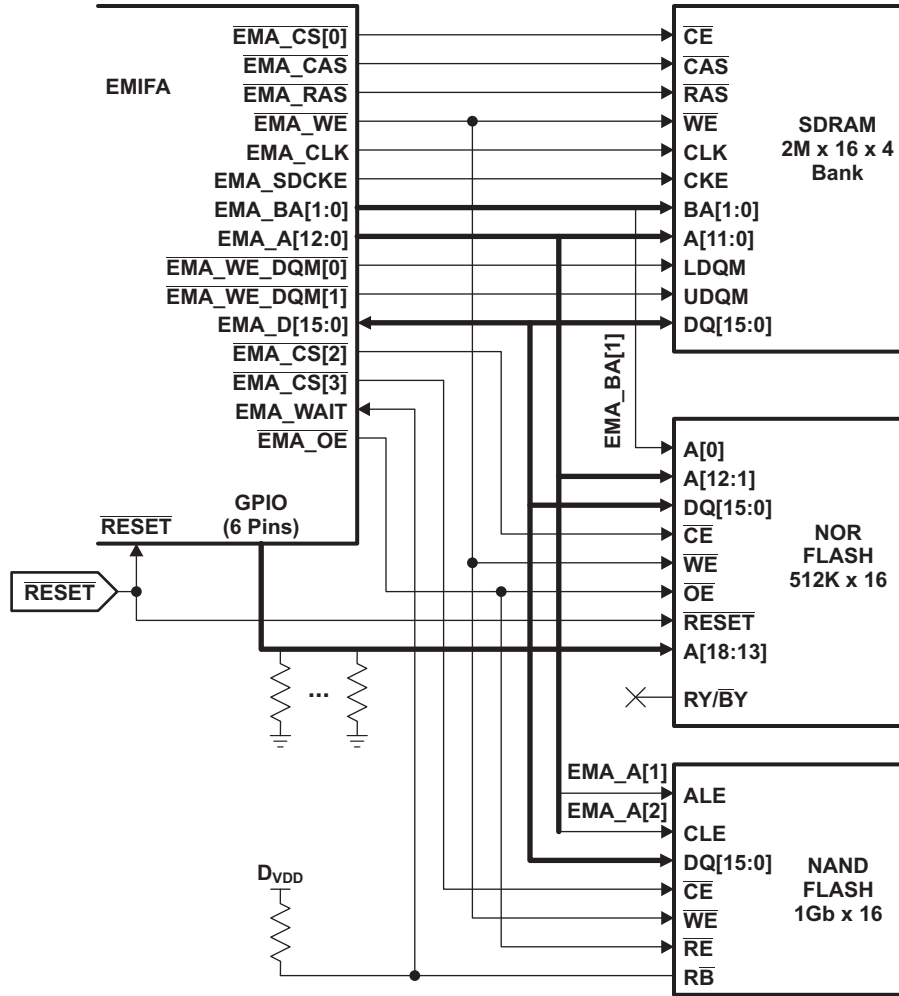 EMIFA
EMA_CS[0]
EMA_CAS
EMA_RAS
EMA_WE
EMA_CLK
EMA_SDCKE
EMA_BA[1:0]
EMA_A[12:0]
EMA_WE_DQM[0]
EMA_WE_DQM[1]
EMA_D[15:0]
EMA_CS[2]
EMA_CS[3]
EMA_WAIT
EMA_OE
GPIO
(6 Pins)
RESET
RESET
...
CE
CAS
RAS
WE
CLK
CKE
BA[1:0]
A[11:0]
LDQM
UDQM
DQ[15:0]
SDRAM
2M x 16 x 4
Bank
EMA_BA[1]
A[0]
A[12:1]
DQ[15:0]
CE
WE
OE
RESET
A[18:13]
RY/BY
NOR
FLASH
512K x 16
EMA_A[1]
EMA_A[2]
ALE
CLE
DQ[15:0]
CE
WE
RE
RB
NAND
FLASH
1Gb x 16
DVDD